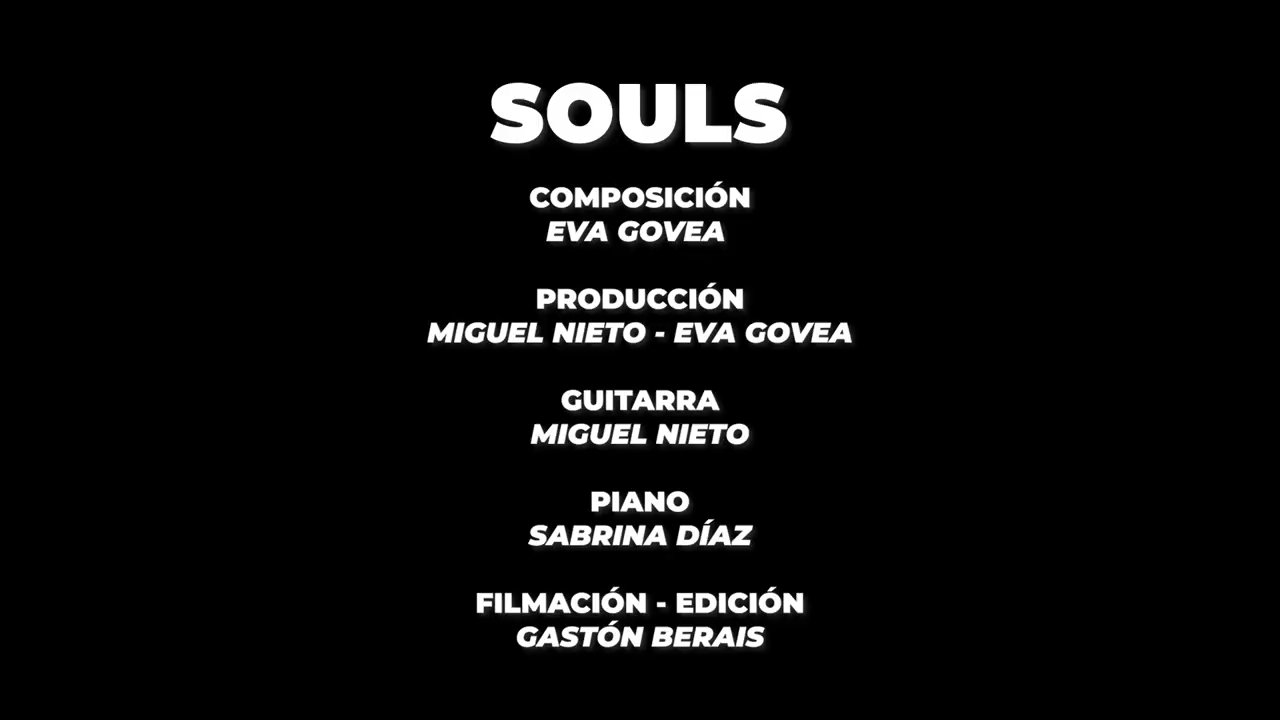 SOULS
COMPOSICIÓN
EVA GOVEA
PRODUCCIÓN
MIGUEL NIETO - EVA GOVEA
GUITARRA
MIGUEL NIETO
PIANO
SABRINA DÍAZ
FILMACIÓN - EDICIÓN
GASTÓN BERAIS